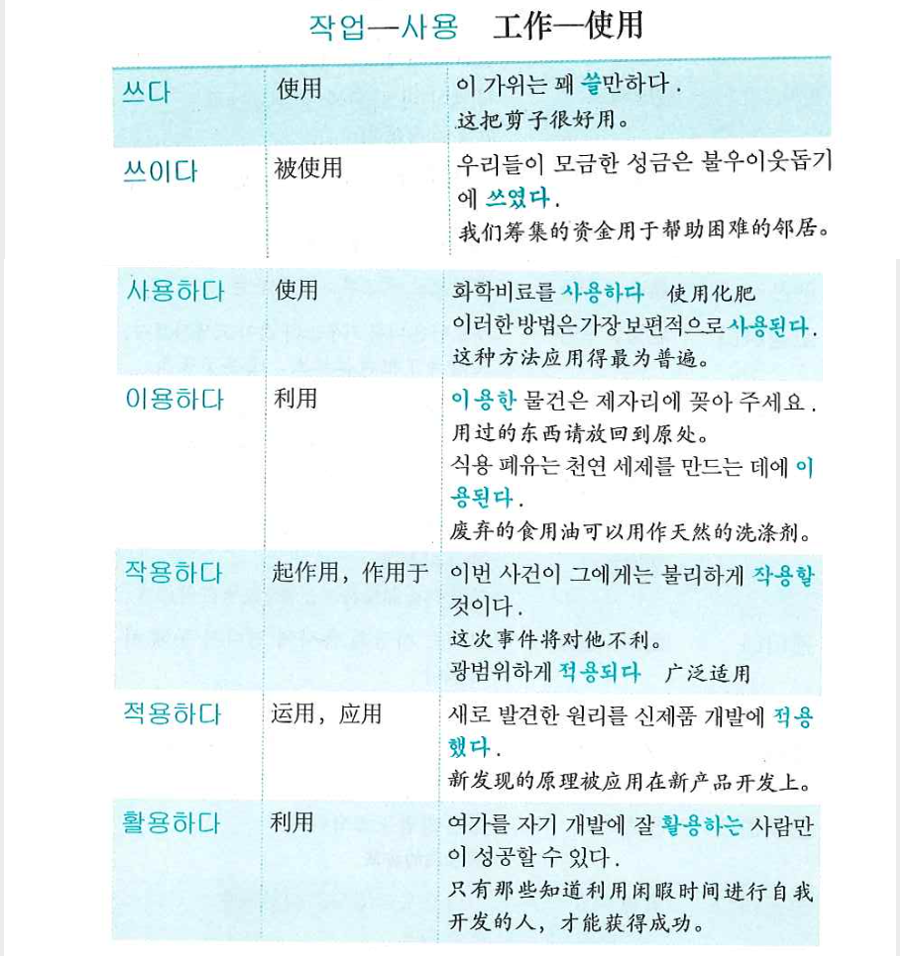 작업—사용 工作—使用
쓰다 使用 이 가위는 꽤 쓸만하다.
这把剪子很好用。
쓰이다 被使用 우리들이 모금한 성금은 불우이웃돕기
에 쓰였다.
我们筹集的资金用于帮助困难的邻居。
사용하다 使用 화학비료를 사용하다 使用化肥
이러한 방법은 가장 보편적으로 사용된다.
这种方法应用得最为普遍。
이용하다 利用 이용한 물건은 제자리에 꽂아 주세요.
用过的东西请放回到原处。
식용 폐유는 천연 세제를 만드는 데에 이
용된다.
废弃的食用油可以用作天然的洗涤剂。
작용하다 起作用，作用于 이번 사건이 그에게는 불리하게 작용할
것이다.
这次事件将对他不利。
광범위하게 적용되다 广泛适用
적용하다 运用，应用 새로 발견한 원리를 신제품 개발에 적용
했다.
新发现的原理被应用在新产品开发上。
활용하다 利用 여가를 자기 개발에 잘 활용하는 사람만
이 성공할 수 있다.
只有那些知道利用闲暇时间进行自我
开发的人，才能获得成功。